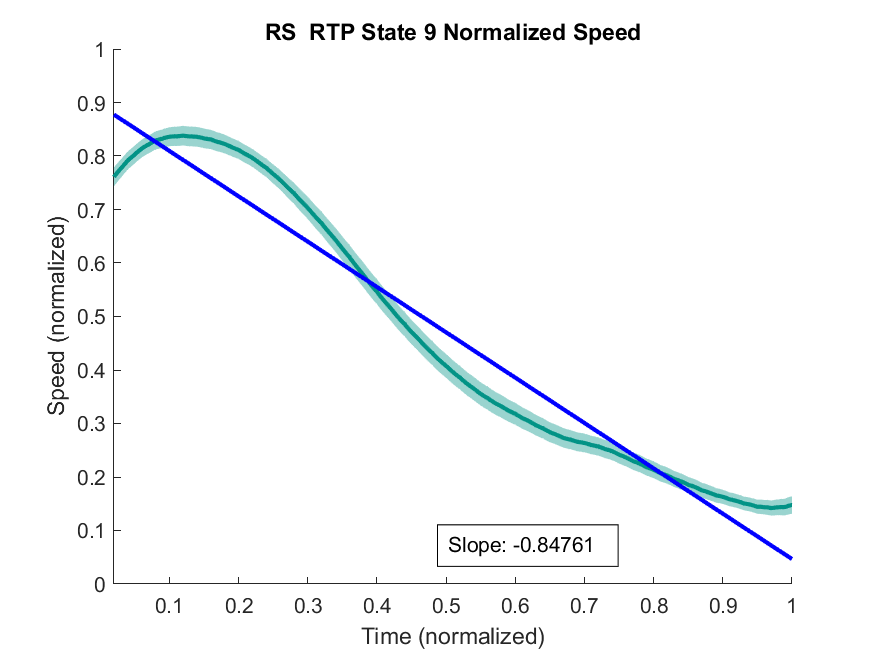 RS  RTP State 9 Normalized Speed
1
0.9
0.8
0.7
0.6
0.5
0.4
0.3
0.2
0.1
0
Speed (normalized)
Slope: -0.84761
0.1 0.2 0.3 0.4 0.5 0.6 0.7 0.8 0.9 1
Time (normalized)